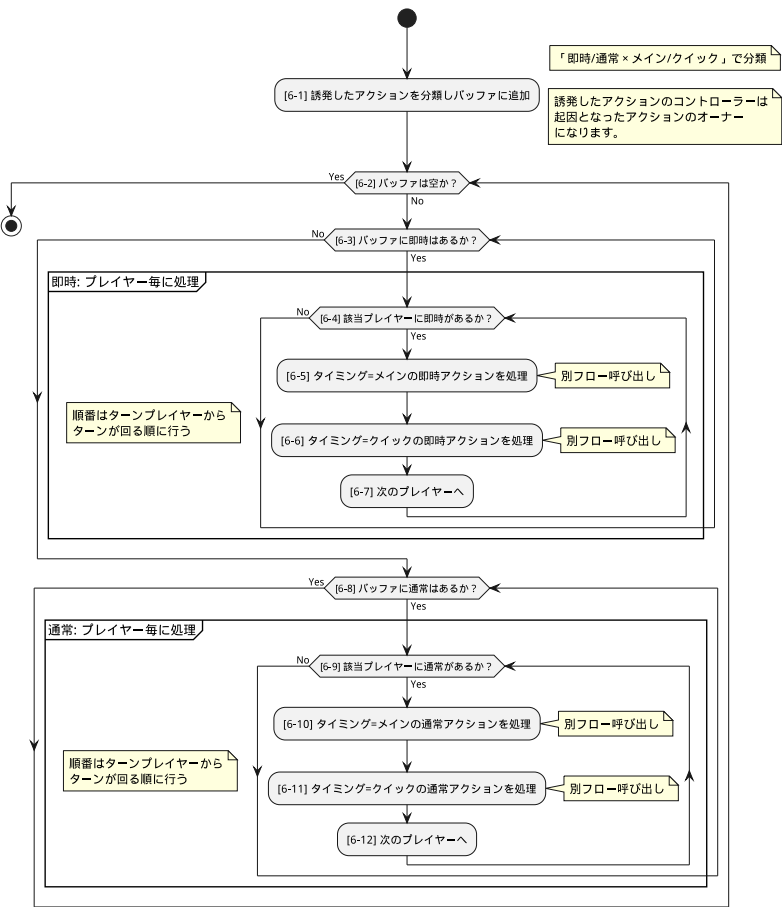 「即時/通常 × メイン/クイック」で分類
[6-1] 誘発したアクションを分類しバッファに追加
誘発したアクションのコントローラーは
起因となったアクションのオーナー
になります。
Yes
[6-2] バッファは空か？
No
No
[6-3] バッファに即時はあるか？
Yes
即時: プレイヤー毎に処理
No
[6-4] 該当プレイヤーに即時があるか？
Yes
[6-5] タイミング=メインの即時アクションを処理
別フロー呼び出し
順番はターンプレイヤーから
ターンが回る順に行う
[6-6] タイミング=クイックの即時アクションを処理
別フロー呼び出し
[6-7] 次のプレイヤーへ
Yes
[6-8] バッファに通常はあるか？
Yes
通常: プレイヤー毎に処理
No
[6-9] 該当プレイヤーに通常があるか？
Yes
[6-10] タイミング=メインの通常アクションを処理
別フロー呼び出し
順番はターンプレイヤーから
ターンが回る順に行う
[6-11] タイミング=クイックの通常アクションを処理
別フロー呼び出し
[6-12] 次のプレイヤーへ